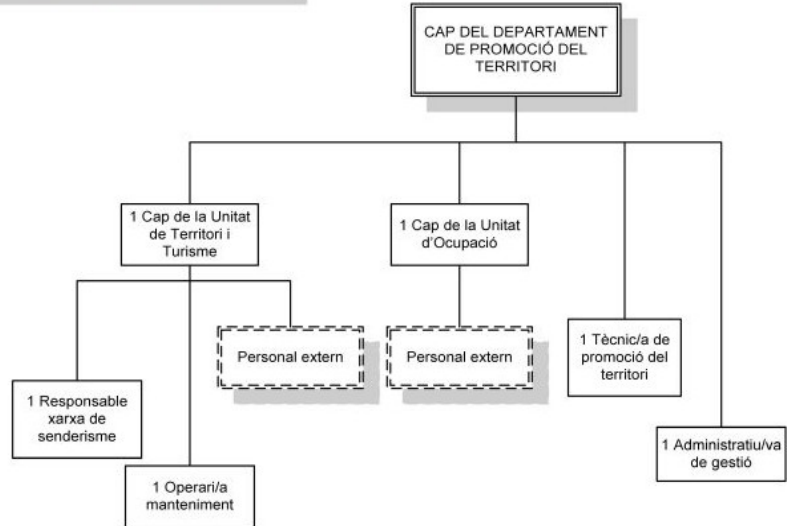 CAP DEL DEPARTAMENT
DE PROMOCIÓ DEL
TERRITORI
1 Cap de la Unitat
de Territori i
Turisme
1 Cap de la Unitat
d'Ocupació
Personal extern
Personal extern
1 Tècnic/a de
promoció del
territori
1 Responsable
xarxa de
senderisme
1 Administratiu/va
de gestió
1 Operari/a
manteniment